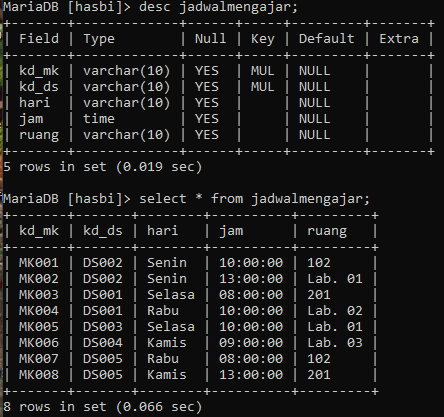 MariaDB [hasbi]> desc jadwalmengajar;
+-------+-------------+------+-----+---------+-------+
| Field | Type        | Null | Key | Default | Extra |
+-------+-------------+------+-----+---------+-------+
| kd_mk | varchar(10) | YES  | MUL | NULL    |       |
| kd_ds | varchar(10) | YES  | MUL | NULL    |       |
| hari  | varchar(10) | YES  |     | NULL    |       |
| jam   | time        | YES  |     | NULL    |       |
| ruang | varchar(10) | YES  |     | NULL    |       |
+-------+-------------+------+-----+---------+-------+
5 rows in set (0.019 sec)
MariaDB [hasbi]> select * from jadwalmengajar;
+-------+-------+--------+----------+---------+
| kd_mk | kd_ds | hari   | jam      | ruang   |
+-------+-------+--------+----------+---------+
| MK001 | DS002 | Senin  | 10:00:00 | 102     |
| MK002 | DS002 | Senin  | 13:00:00 | Lab. 01 |
| MK003 | DS001 | Selasa | 08:00:00 | 201     |
| MK004 | DS001 | Rabu   | 10:00:00 | Lab. 02 |
| MK005 | DS003 | Selasa | 10:00:00 | Lab. 01 |
| MK006 | DS004 | Kamis  | 09:00:00 | Lab. 03 |
| MK007 | DS005 | Rabu   | 08:00:00 | 102     |
| MK008 | DS005 | Kamis  | 13:00:00 | 201     |
+-------+-------+--------+----------+---------+
8 rows in set (0.066 sec)